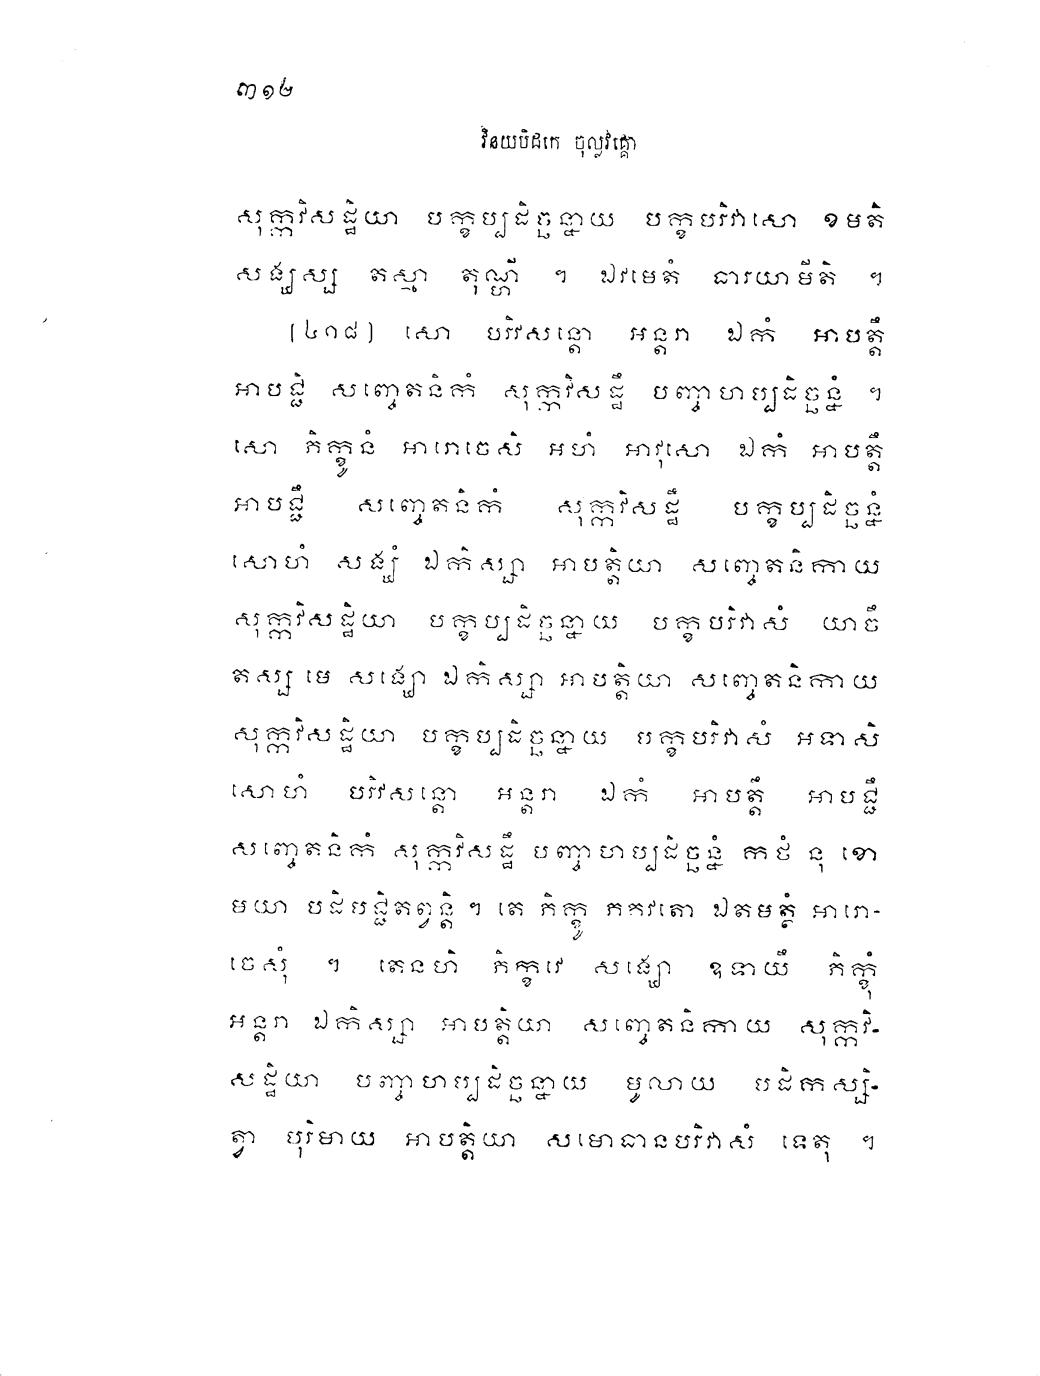 ៣១២
វិនយបិដកេ ចុល្លវគ្គោ
សុក្កវិសដ្ឋិយា បក្ខប្បដិច្ឆន្នាយ បក្ខបរិវាសោ ខមតិ
សង្ឃស្ស តស្មា តុណ្ហី ។ ឯវមេតំ ធារយាមីតិ ។
[៤១៨] សោ បរិវសន្តោ អន្តរា ឯកំ អាបត្តឹ
អាបជ្ជិ សញ្ចេតនិកំ សុក្កវិសដ្ឋឹ បញ្ចាហប្បដិច្ឆន្នំ ។
សោ ភិក្ខូនំ អារោចេសិ អហំ អាវុសោ ឯកំ អាបត្តឹ
អាបជ្ជឹ សញ្ចេតនិកំ សុក្កវិសដ្ឋឹ បក្ខប្បដិច្ឆន្នំ
សោហំ សង្ឃំ ឯកិស្សា អាបត្តិយា សញ្ចេតនិកាយ
សុក្កវិសដ្ឋិយា បក្ខប្បដិច្ឆន្នាយ បក្ខបរិវាសំ យាចឹ
តស្ស មេ សង្ឃោ ឯកិស្សា អាបត្តិយា សញ្ចេតនិកាយ
សុក្កវិសដ្ឋិយា បក្ខប្បដិច្ឆន្នាយ បក្ខបរិវាសំ អទាសិ
សោហំ បរិវសន្តោ អន្តរា ឯកំ អាបត្តឹ អាបជ្ជឹ
សញ្ចេតនិកំ សុក្កវិសដ្ឋឹ បញ្ចាហប្បដិច្ឆន្នំ កថំ នុ ខោ
មយា បដិបជ្ជិតព្វន្តិ ។ តេ ភិក្ខូ ភគវតោ ឯតមត្ថំ អារោ-
ចេសុំ ។ តេនហិ ភិក្ខវេ សង្ឃោ ឧទាយឹ ភិក្ខុំ
អន្តរា ឯកិស្សា អាបត្តិយា សញ្ចេតនិកាយ សុក្កវិ-
សដ្ឋិយា បញ្ចាហប្បដិច្ឆន្នាយ មូលាយ បដិកស្សិ-
ត្វា បុរិមាយ អាបត្តិយា សមោធានបរិវាសំ ទេតុ ។